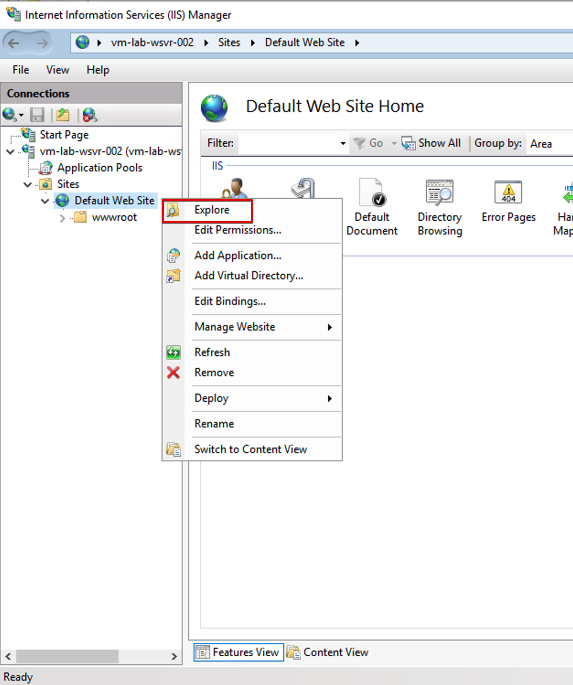 Internet Information Services (IIS) Manager
vm-lab-wsvr-002 Sites Default Web Site
File View Help
Connections
Start Page
vm-lab-wsvr-002 (vm-lab-ws
Application Pools
Sites
Default Web Site
wwwroot
Default Web Site Home
Filter: Go Show All Group by: Area
IIS
Default Document
Directory Browsing
404
Error Pages
Ha
Map
Explore
Edit Permissions...
Add Application...
Add Virtual Directory...
Edit Bindings...
Manage Website
Refresh
Remove
Deploy
Rename
Switch to Content View
Features View Content View
Ready